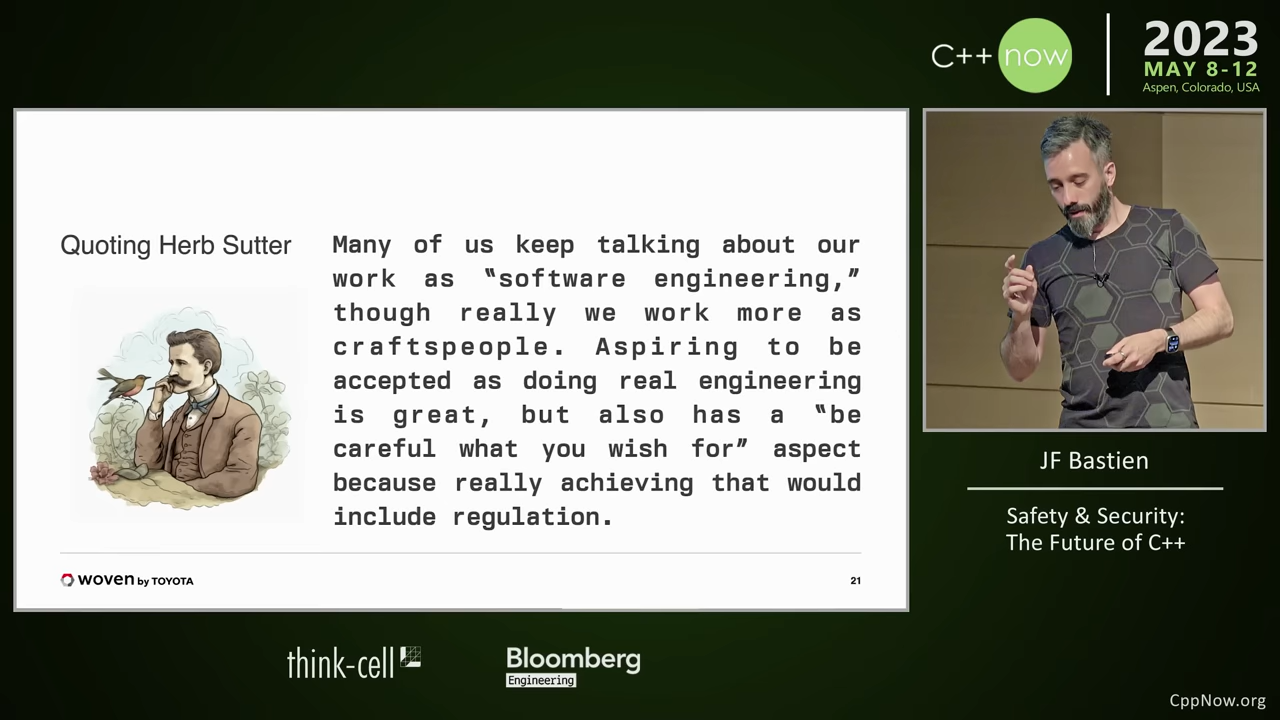 C++ now
2023
MAY 8-12
Aspen, Colorado, USA
Quoting Herb Sutter
Many of us keep talking about our
work as “software engineering,”
though really we work more as
craftspeople. Aspiring to be
accepted as doing real engineering
is great, but also has a “be
careful what you wish for” aspect
because really achieving that would
include regulation.
woven by TOYOTA
21
JF Bastien
Safety & Security:
The Future of C++
think-cell
Bloomberg
Engineering
CppNow.org